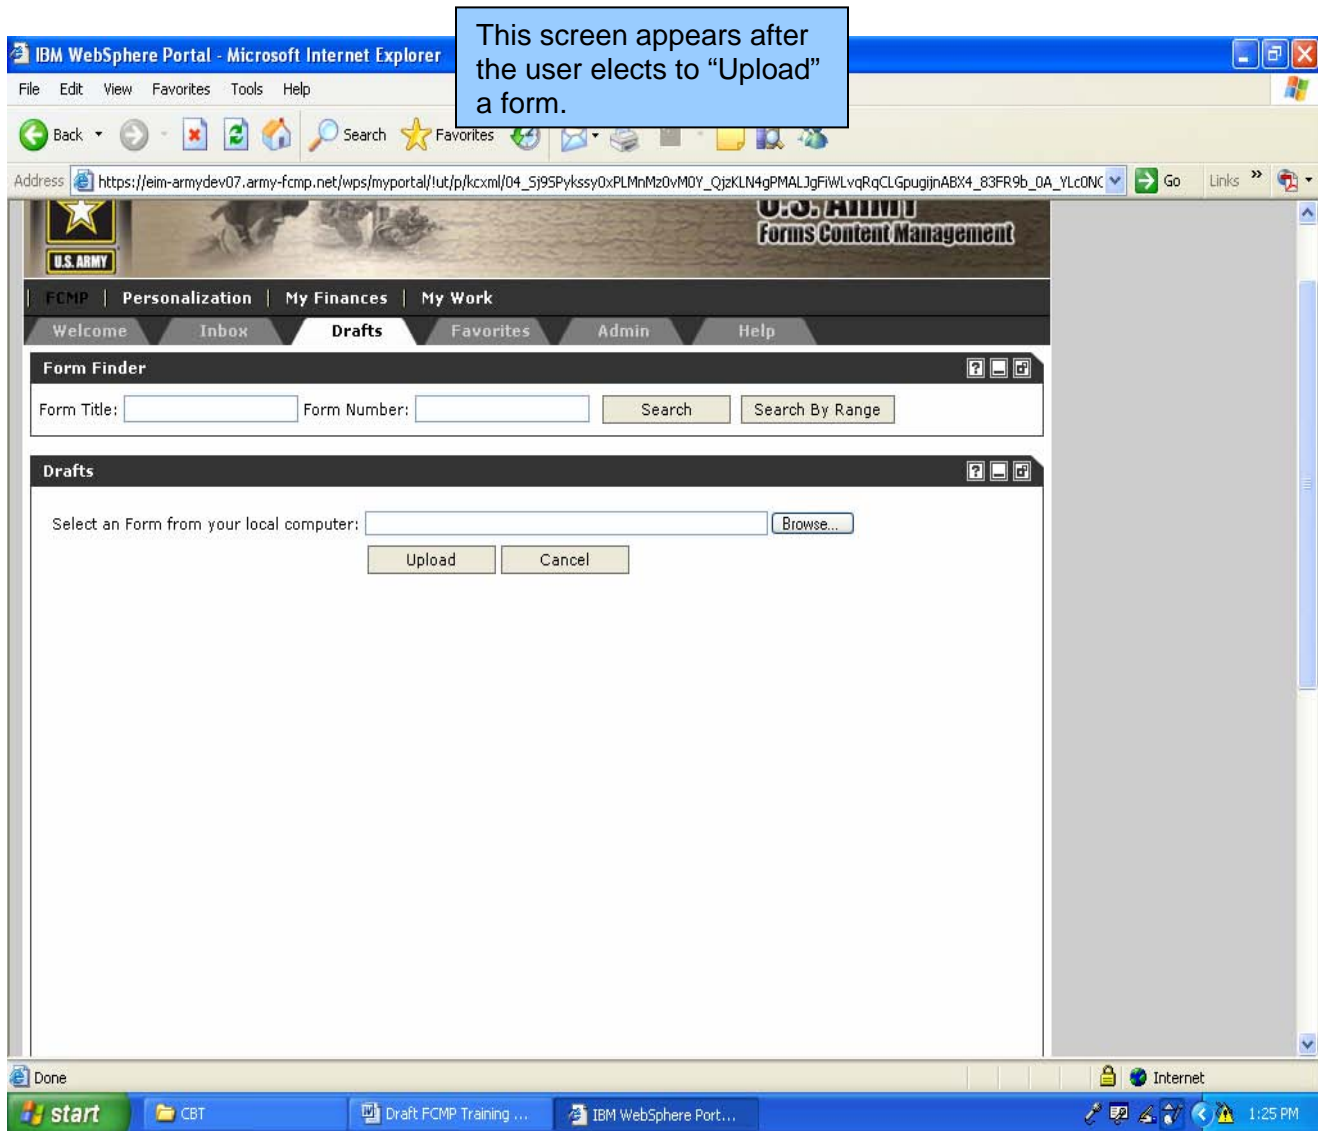 This screen appears after
the user elects to “Upload”
a form.
IBM WebSphere Portal - Microsoft Internet Explorer
File Edit View Favorites Tools Help
Back Search Favorites
Address https://eim-armydev07.army-fcmp.net/wps/myportal/!ut/p/kcxml/04_Sj9SPykssy0xPLMnMz0vM0Y_QjzKLN4gPMALJgFiWLvqRqCLGpugijnABX4_83FR9b_0A_YLc0NC Go Links »
U.S. ARMY
Forms Content Management
U.S. ARMY
FCMP | Personalization | My Finances | My Work
Welcome Inbox Drafts Favorites Admin Help
Form Finder
Form Title: Form Number: Search Search By Range
Drafts
Select an Form from your local computer: Browse...
Upload Cancel
Done Internet
start CBT Draft FCMP Training ... IBM WebSphere Port... 1:25 PM